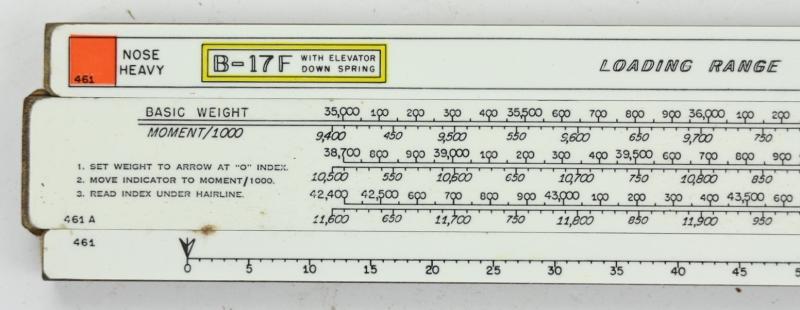 NOSE HEAVY
461
B-17F WITH ELEVATOR DOWN SPRING
LOADING RANGE
BASIC WEIGHT 35,000 100 200 300 400 35,500 600 700 800 900 36,000 100 200
MOMENT/1000 9,400 450 9,500 550 9,600 650 9,700 750
38,700 800 900 39,000 100 200 300 400 39,500 600 700 800 900
1. SET WEIGHT TO ARROW AT "O" INDEX.
10,500 550 10,600 650 10,700 750 10,800 850
2. MOVE INDICATOR TO MOMENT/1000.
3. READ INDEX UNDER HAIRLINE.
42,400 42,500 600 700 800 900 43,000 100 200 300 400 43,500 600
461 A
11,600 650 11,700 750 11,800 850 11,900 950
461
0 5 10 15 20 25 30 35 40 45